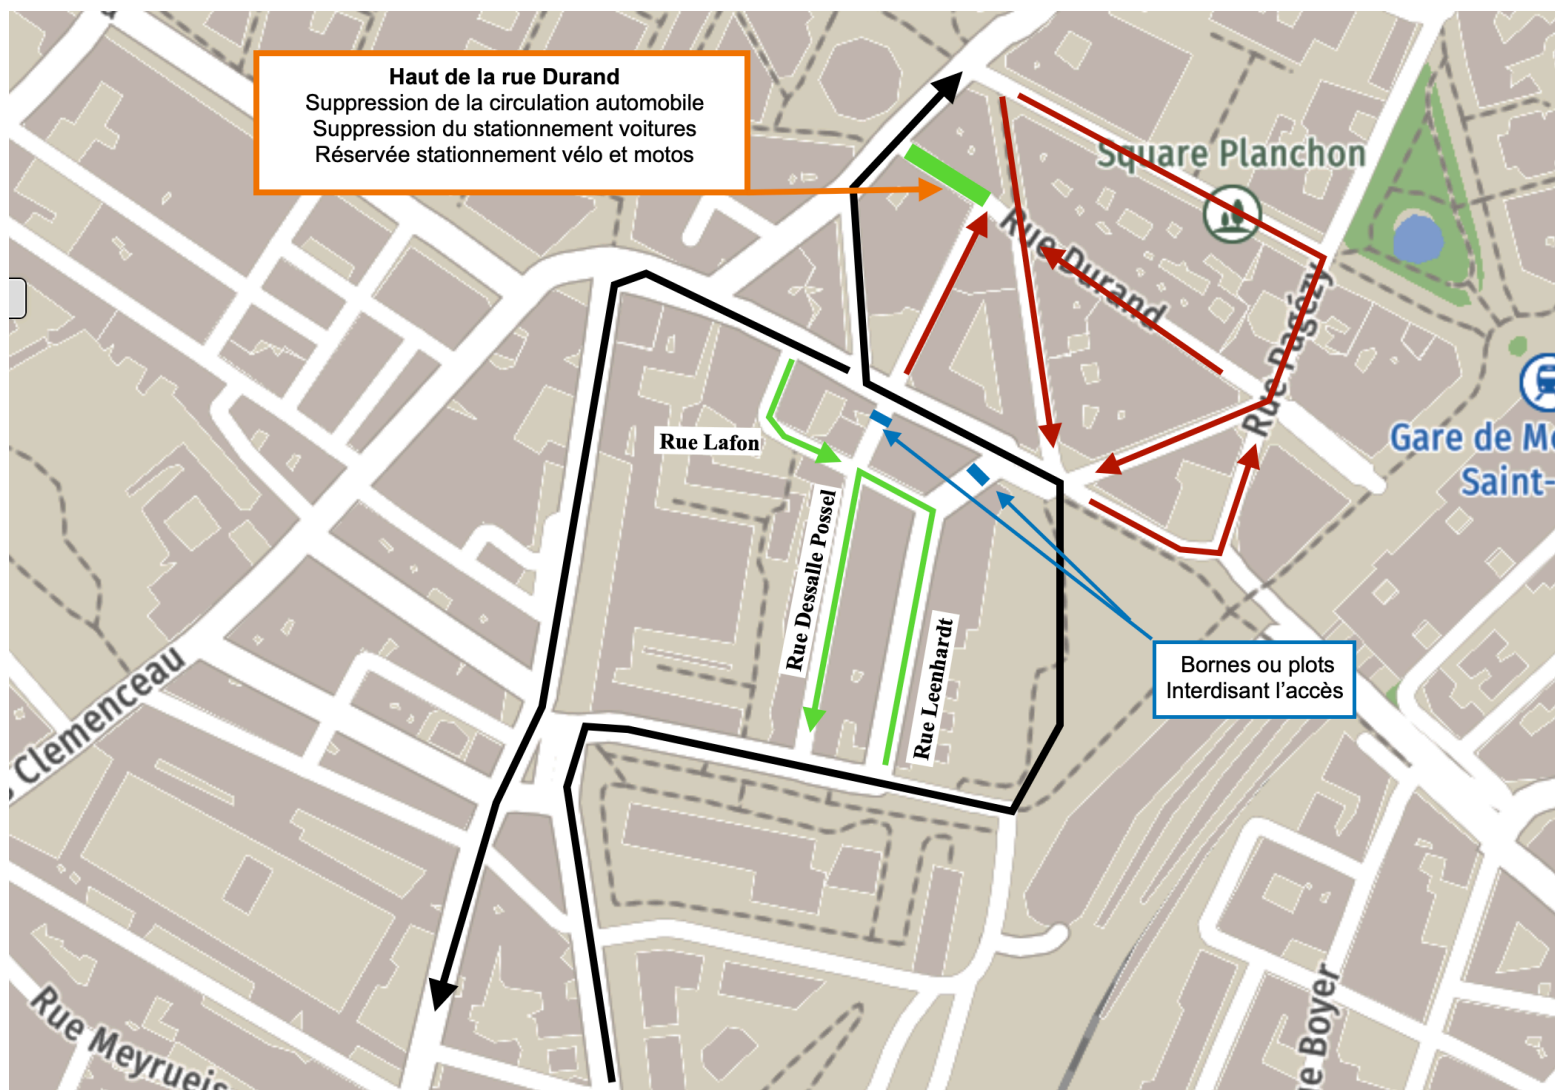 Haut de la rue Durand
Suppression de la circulation automobile
Suppression du stationnement voitures
Réservée stationnement vélo et motos
Square Planchon
Rue Durand
Rue Pagézy
Gare de Mo
Saint-
Rue Lafon
Rue Dessalle Possel
Rue Leenhardt
Bornes ou plots
Interdisant l'accès
Clemenceau
Rue Meyrueis
Boyer